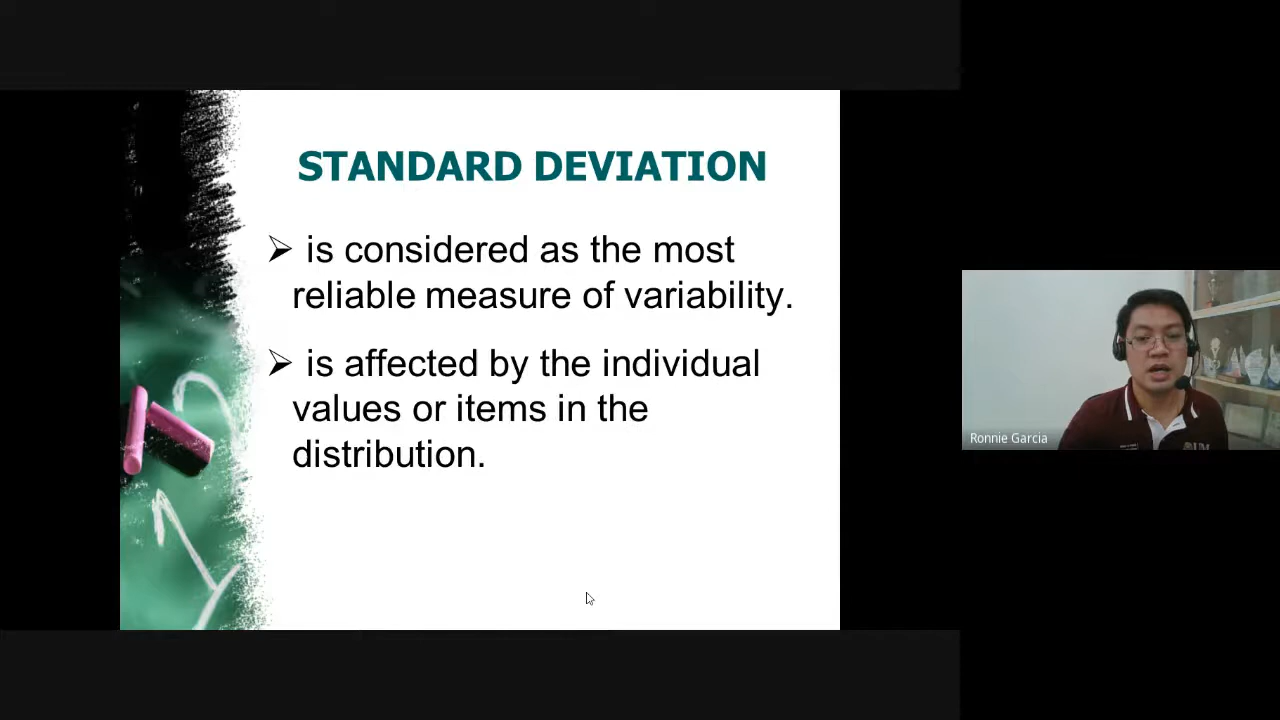 STANDARD DEVIATION
➢ is considered as the most
reliable measure of variability.
➢ is affected by the individual
values or items in the
distribution.
Ronnie Garcia